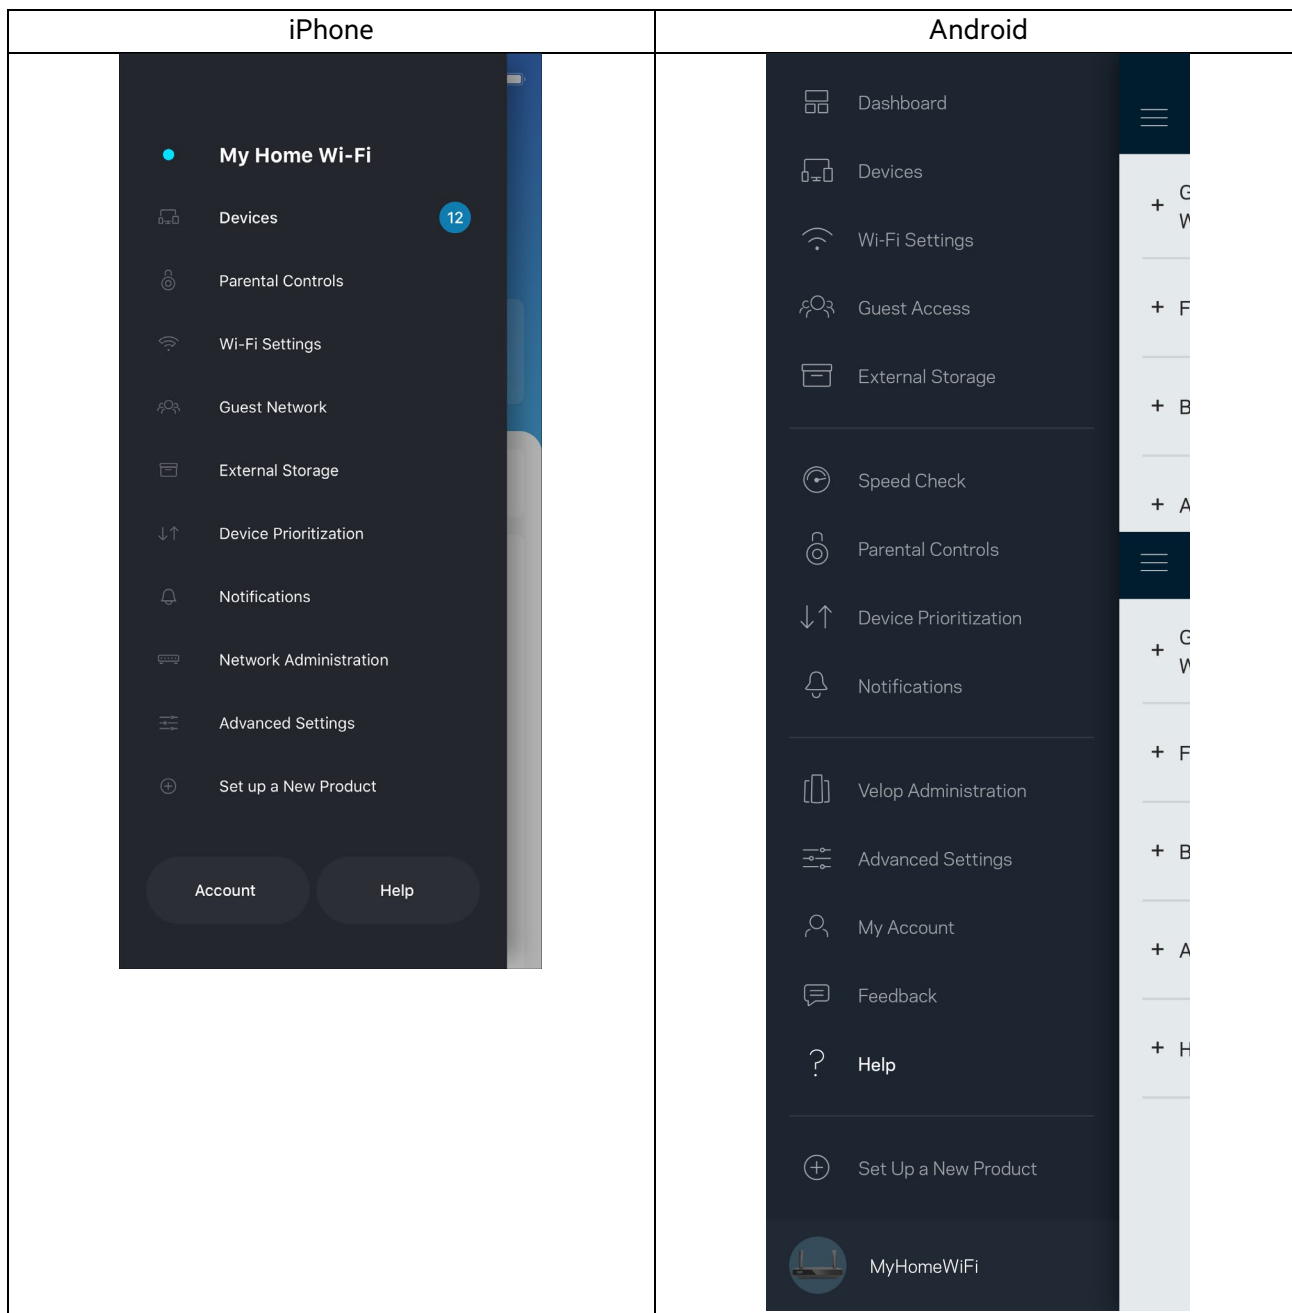 iPhone
Android
My Home Wi-Fi
Devices
12
Parental Controls
Wi-Fi Settings
Guest Network
External Storage
Device Prioritization
Notifications
Network Administration
Advanced Settings
Set up a New Product
Account
Help
Dashboard
Devices
Wi-Fi Settings
Guest Access
External Storage
Speed Check
Parental Controls
Device Prioritization
Notifications
Velop Administration
Advanced Settings
My Account
Feedback
Help
Set Up a New Product
MyHomeWiFi
+ G
+ F
+ B
+ A
+ G
+ F
+ B
+ A
+ H